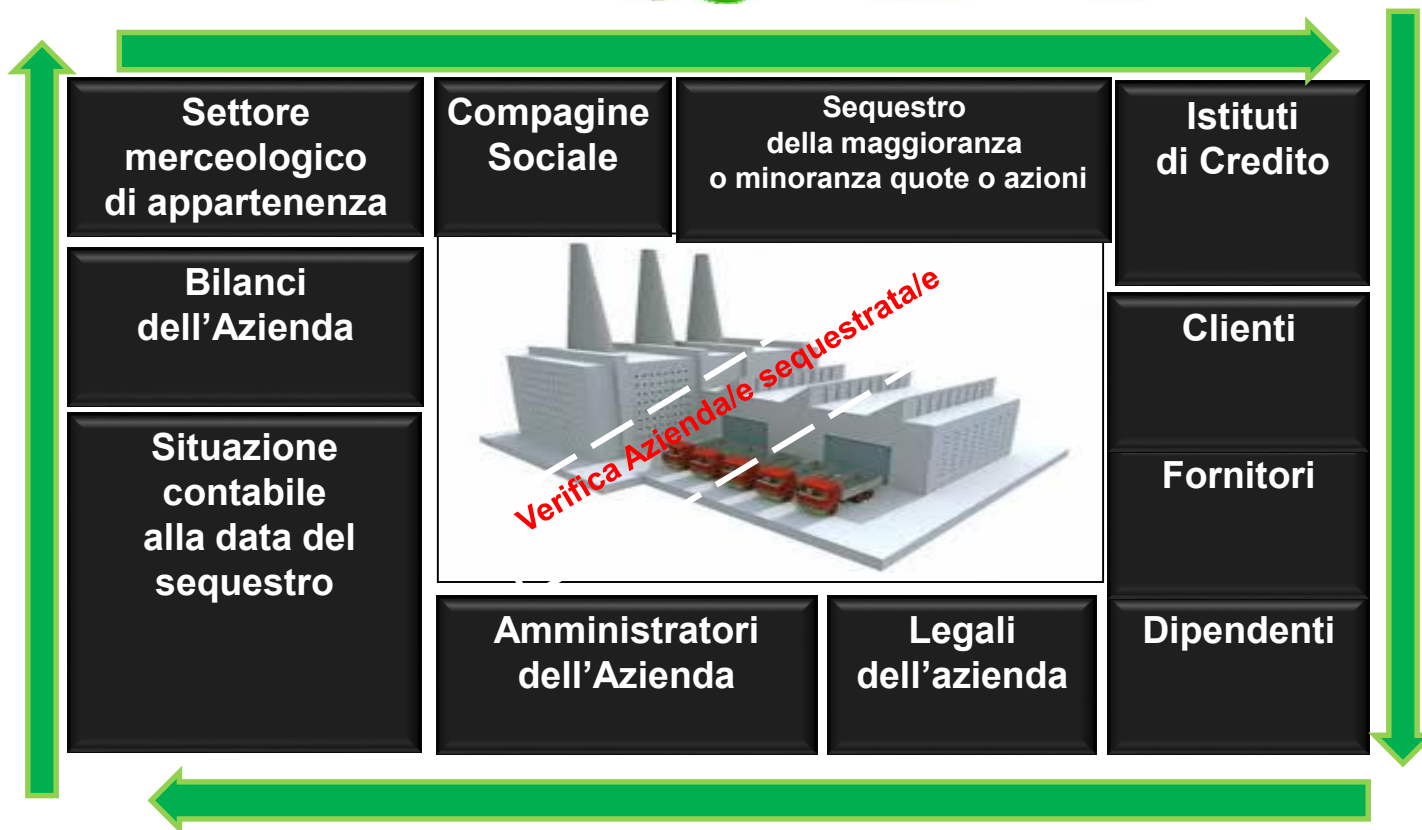 Settore
merceologico
di appartenenza
Compagine
Sociale
Sequestro
della maggioranza
o minoranza quote o azioni
Istituti
di Credito
Bilanci
dell’Azienda
Verifica Azienda/e sequestrata/e
Clienti
Situazione
contabile
alla data del
sequestro
Fornitori
Amministratori
dell’Azienda
Legali
dell’azienda
Dipendenti